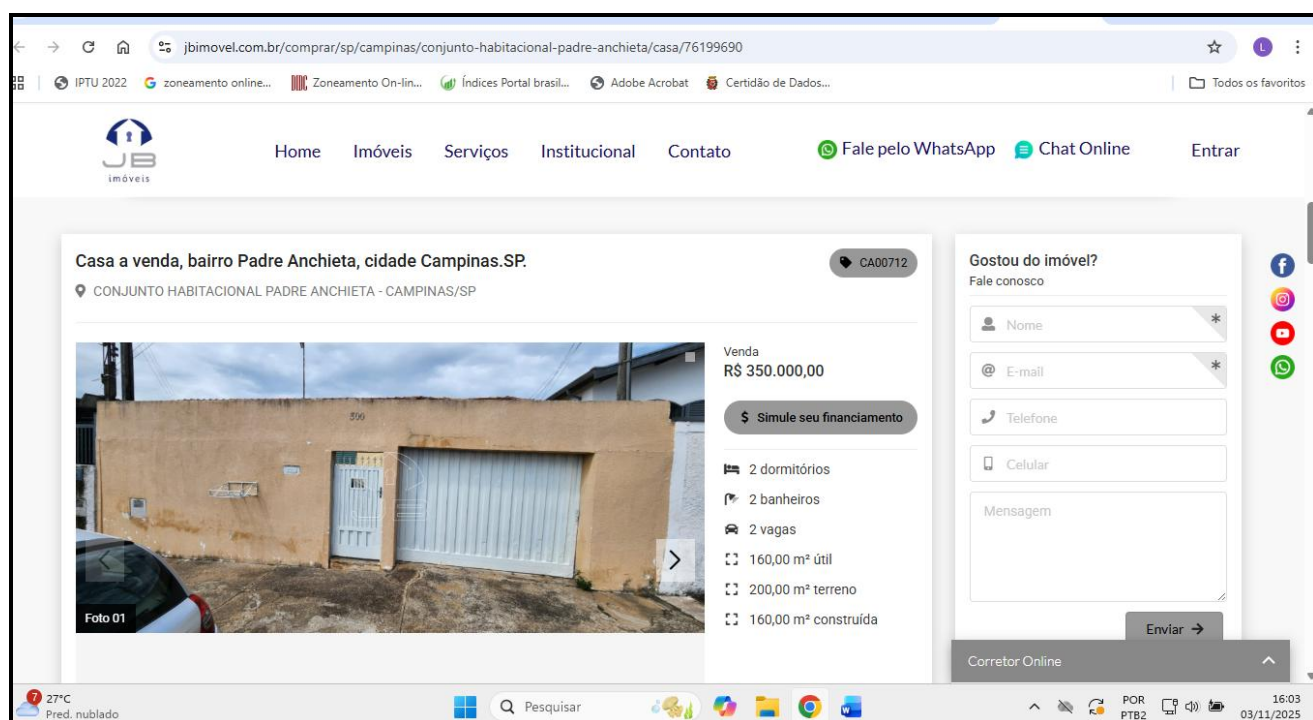 jbimovel.com.br/comprar/sp/campinas/conjunto-habitacional-padre-anchieta/casa/76199690
L
IPTU 2022
zoneamento online...
Zoneamento On-lin...
Índices Portal brasil...
Adobe Acrobat
Certidão de Dados...
Todos os favoritos
JB
imóveis
Home
Imóveis
Serviços
Institucional
Contato
Fale pelo WhatsApp
Chat Online
Entrar
Casa a venda, bairro Padre Anchieta, cidade Campinas.SP.
CA00712
CONJUNTO HABITACIONAL PADRE ANCHIETA - CAMPINAS/SP
Foto 01
Venda
R$ 350.000,00
$ Simule seu financiamento
2 dormitórios
2 banheiros
2 vagas
160,00 m² útil
200,00 m² terreno
160,00 m² construída
Gostou do imóvel?
Fale conosco
Nome *
@ E-mail *
Telefone
Celular
Mensagem
Enviar →
Corretor Online
7
27°C
Pred. nublado
Pesquisar
POR
PTB2
16:03
03/11/2025